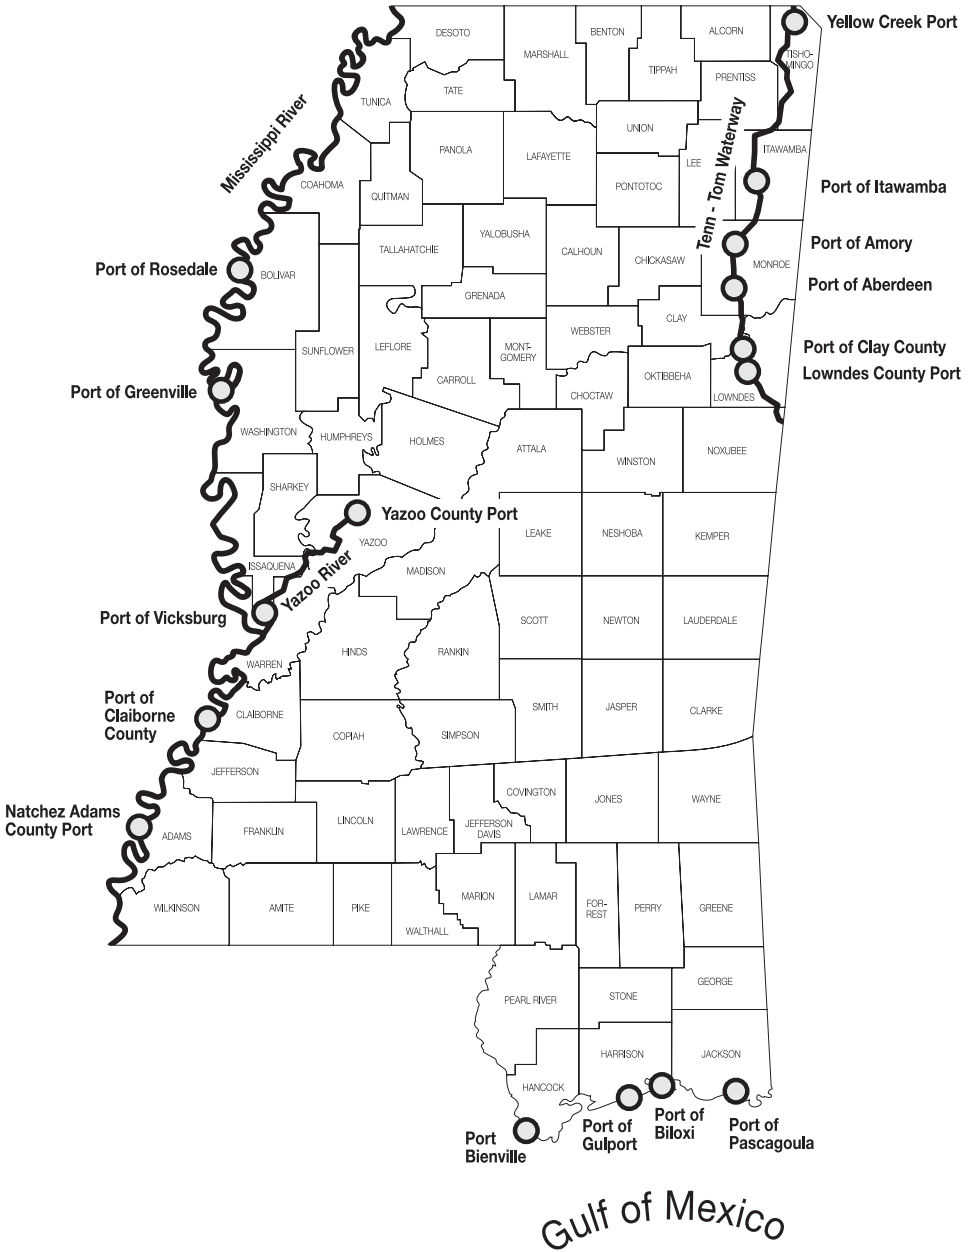 Yellow Creek Port
DESOTO
BENTON
ALCORN
MARSHALL
TISHO-
MINGO
TIPPAH
PRENTISS
TATE
TUNICA
Mississippi River
UNION
Tenn - Tom Waterway
PANOLA
LAFAYETTE
ITAWAMBA
LEE
COAHOMA
PONTOTOC
Port of Itawamba
QUITMAN
YALOBUSHA
Port of Amory
TALLAHATCHIE
CALHOUN
CHICKASAW
MONROE
Port of Rosedale
BOLIVAR
Port of Aberdeen
GRENADA
CLAY
WEBSTER
SUNFLOWER
LEFLORE
MONT-
GOMERY
Port of Clay County
Lowndes County Port
OKTIBBEHA
CARROLL
Port of Greenville
CHOCTAW
LOWNDES
WASHINGTON
HUMPHREYS
HOLMES
ATTALA
NOXUBEE
WINSTON
SHARKEY
Yazoo County Port
LEAKE
NESHOBA
KEMPER
YAZOO
ISSAQUENA
Yazoo River
MADISON
Port of Vicksburg
SCOTT
NEWTON
LAUDERDALE
HINDS
RANKIN
WARREN
Port of
Claiborne
County
CLAIBORNE
SMITH
JASPER
CLARKE
COPIAH
SIMPSON
JEFFERSON
COVINGTON
JONES
WAYNE
Natchez Adams
County Port
ADAMS
FRANKLIN
LINCOLN
LAWRENCE
JEFFERSON
DAVIS
WILKINSON
AMITE
PIKE
MARION
LAMAR
FOR-
REST
PERRY
GREENE
WALTHALL
GEORGE
PEARL RIVER
STONE
HARRISON
JACKSON
HANCOCK
Port
Bienville
Port of
Gulport
Port of
Biloxi
Port of
Pascagoula
Gulf of Mexico